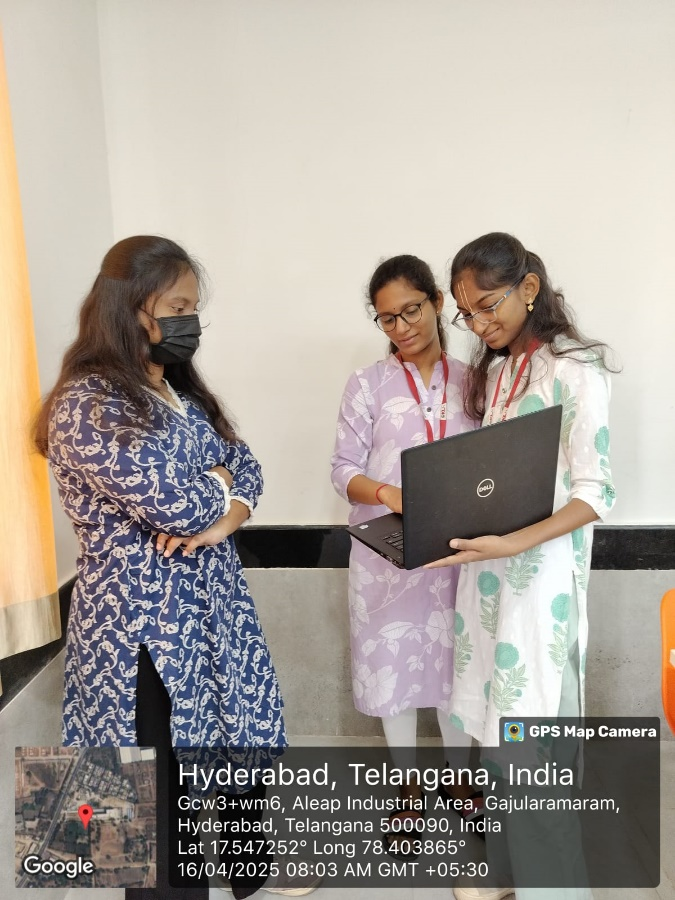 DELL
GPS Map Camera
Hyderabad, Telangana, India
Gcw3+wm6, Aleap Industrial Area, Gajularamaram,
Hyderabad, Telangana 500090, India
Lat 17.547252° Long 78.403865°
16/04/2025 08:03 AM GMT +05:30
Google